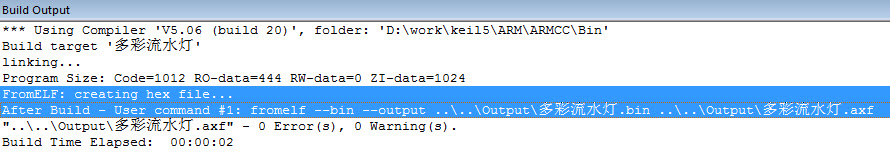 Build Output
*** Using Compiler 'V5.06 (build 20)', folder: 'D:\work\keil5\ARM\ARMCC\Bin'
Build target '多彩流水灯'
linking...
Program Size: Code=1012 RO-data=444 RW-data=0 ZI-data=1024
FromELF: creating hex file...
After Build - User command #1: fromelf --bin --output ..\..\Output\多彩流水灯.bin ..\..\Output\多彩流水灯.axf
"..\..\Output\多彩流水灯.axf" - 0 Error(s), 0 Warning(s).
Build Time Elapsed:  00:00:02